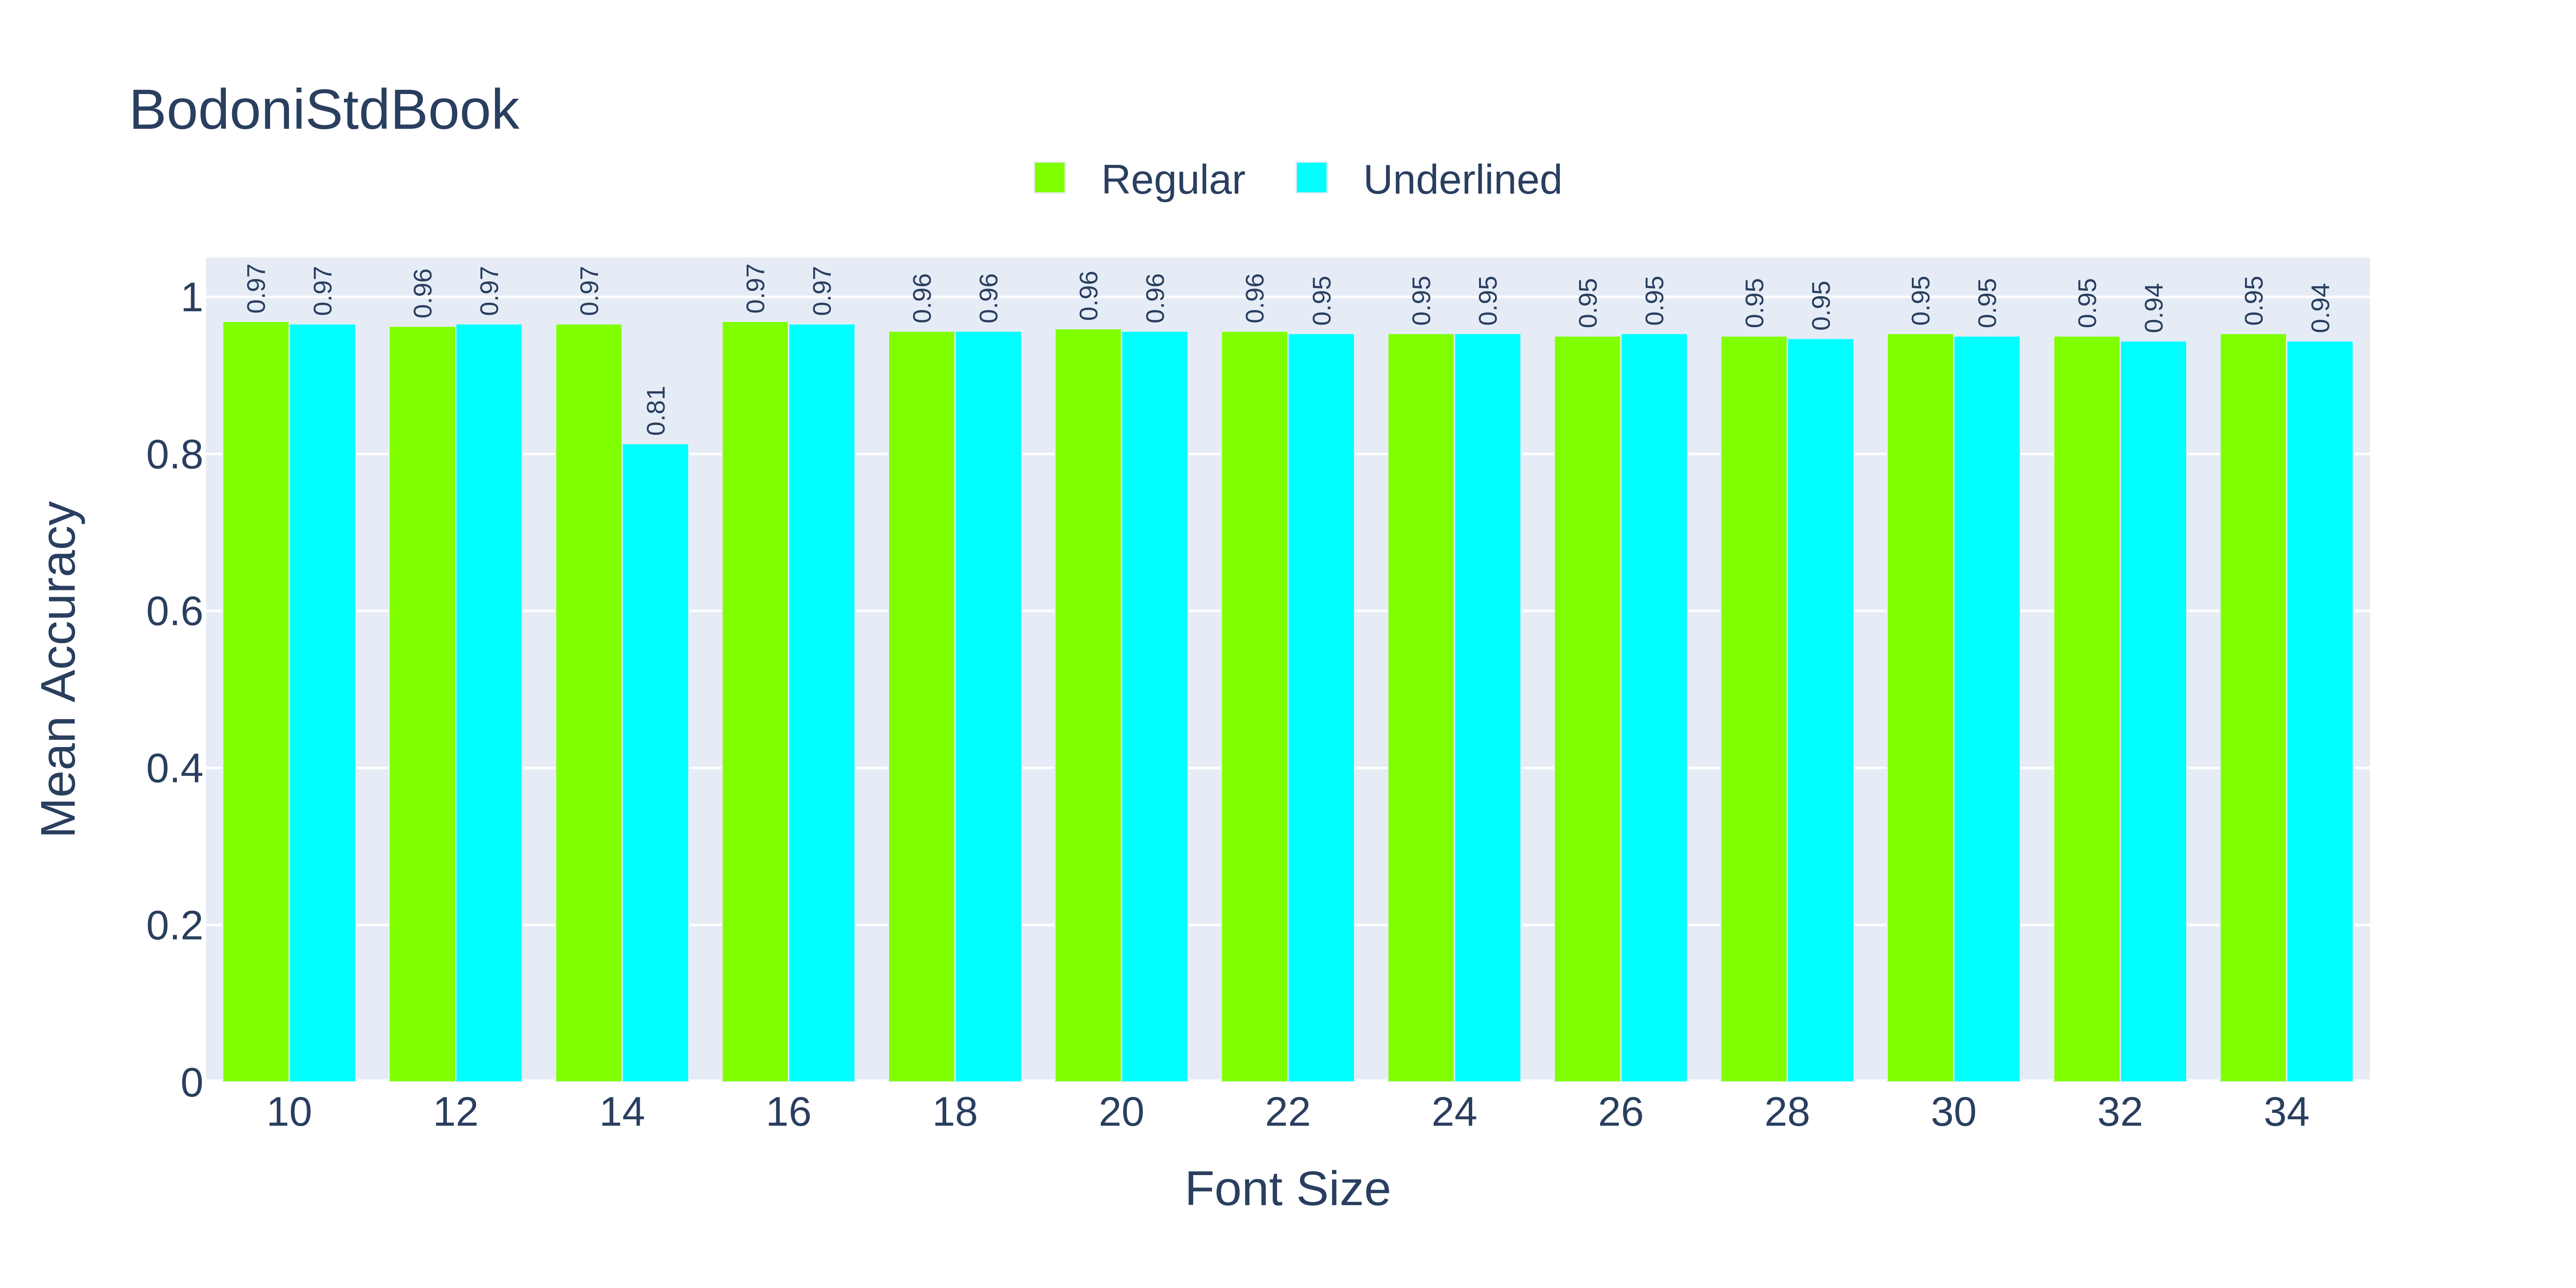 BodoniStdBook
Regular Underlined
0.97 0.97 0.96 0.97 0.97 0.81 0.97 0.97 0.96 0.96 0.96 0.96 0.96 0.95 0.95 0.95 0.95 0.95 0.95 0.95 0.95 0.95 0.95 0.94 0.95 0.94
1
0.8
0.6
0.4
0.2
0
Mean Accuracy
10 12 14 16 18 20 22 24 26 28 30 32 34
Font Size